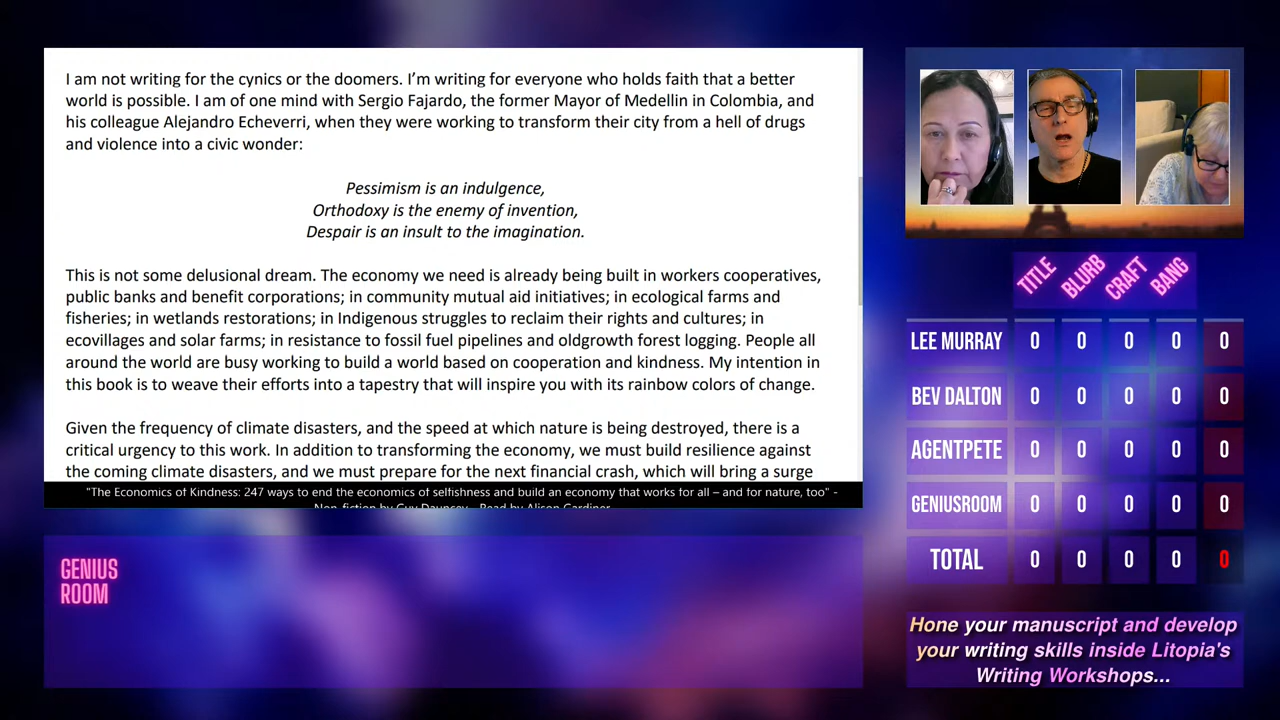 I am not writing for the cynics or the doomers. I’m writing for everyone who holds faith that a better
world is possible. I am of one mind with Sergio Fajardo, the former Mayor of Medellin in Colombia, and
his colleague Alejandro Echeverri, when they were working to transform their city from a hell of drugs
and violence into a civic wonder:
Pessimism is an indulgence,
Orthodoxy is the enemy of invention,
Despair is an insult to the imagination.
This is not some delusional dream. The economy we need is already being built in workers cooperatives,
public banks and benefit corporations; in community mutual aid initiatives; in ecological farms and
fisheries; in wetlands restorations; in Indigenous struggles to reclaim their rights and cultures; in
ecovillages and solar farms; in resistance to fossil fuel pipelines and oldgrowth forest logging. People all
around the world are busy working to build a world based on cooperation and kindness. My intention in
this book is to weave their efforts into a tapestry that will inspire you with its rainbow colors of change.
Given the frequency of climate disasters, and the speed at which nature is being destroyed, there is a
critical urgency to this work. In addition to transforming the economy, we must build resilience against
the coming climate disasters, and we must prepare for the next financial crash, which will bring a surge
"The Economics of Kindness: 247 ways to end the economics of selfishness and build an economy that works for all – and for nature, too" -
Non-fiction by Guy Dauncey - Read by Alison Gardiner
GENIUS
ROOM
TITLE BLURB CRAFT BANG
LEE MURRAY 0 0 0 0 0
BEV DALTON 0 0 0 0 0
AGENTPETE 0 0 0 0 0
GENIUSROOM 0 0 0 0 0
TOTAL 0 0 0 0 0
Hone your manuscript and develop
your writing skills inside Litopia's
Writing Workshops...